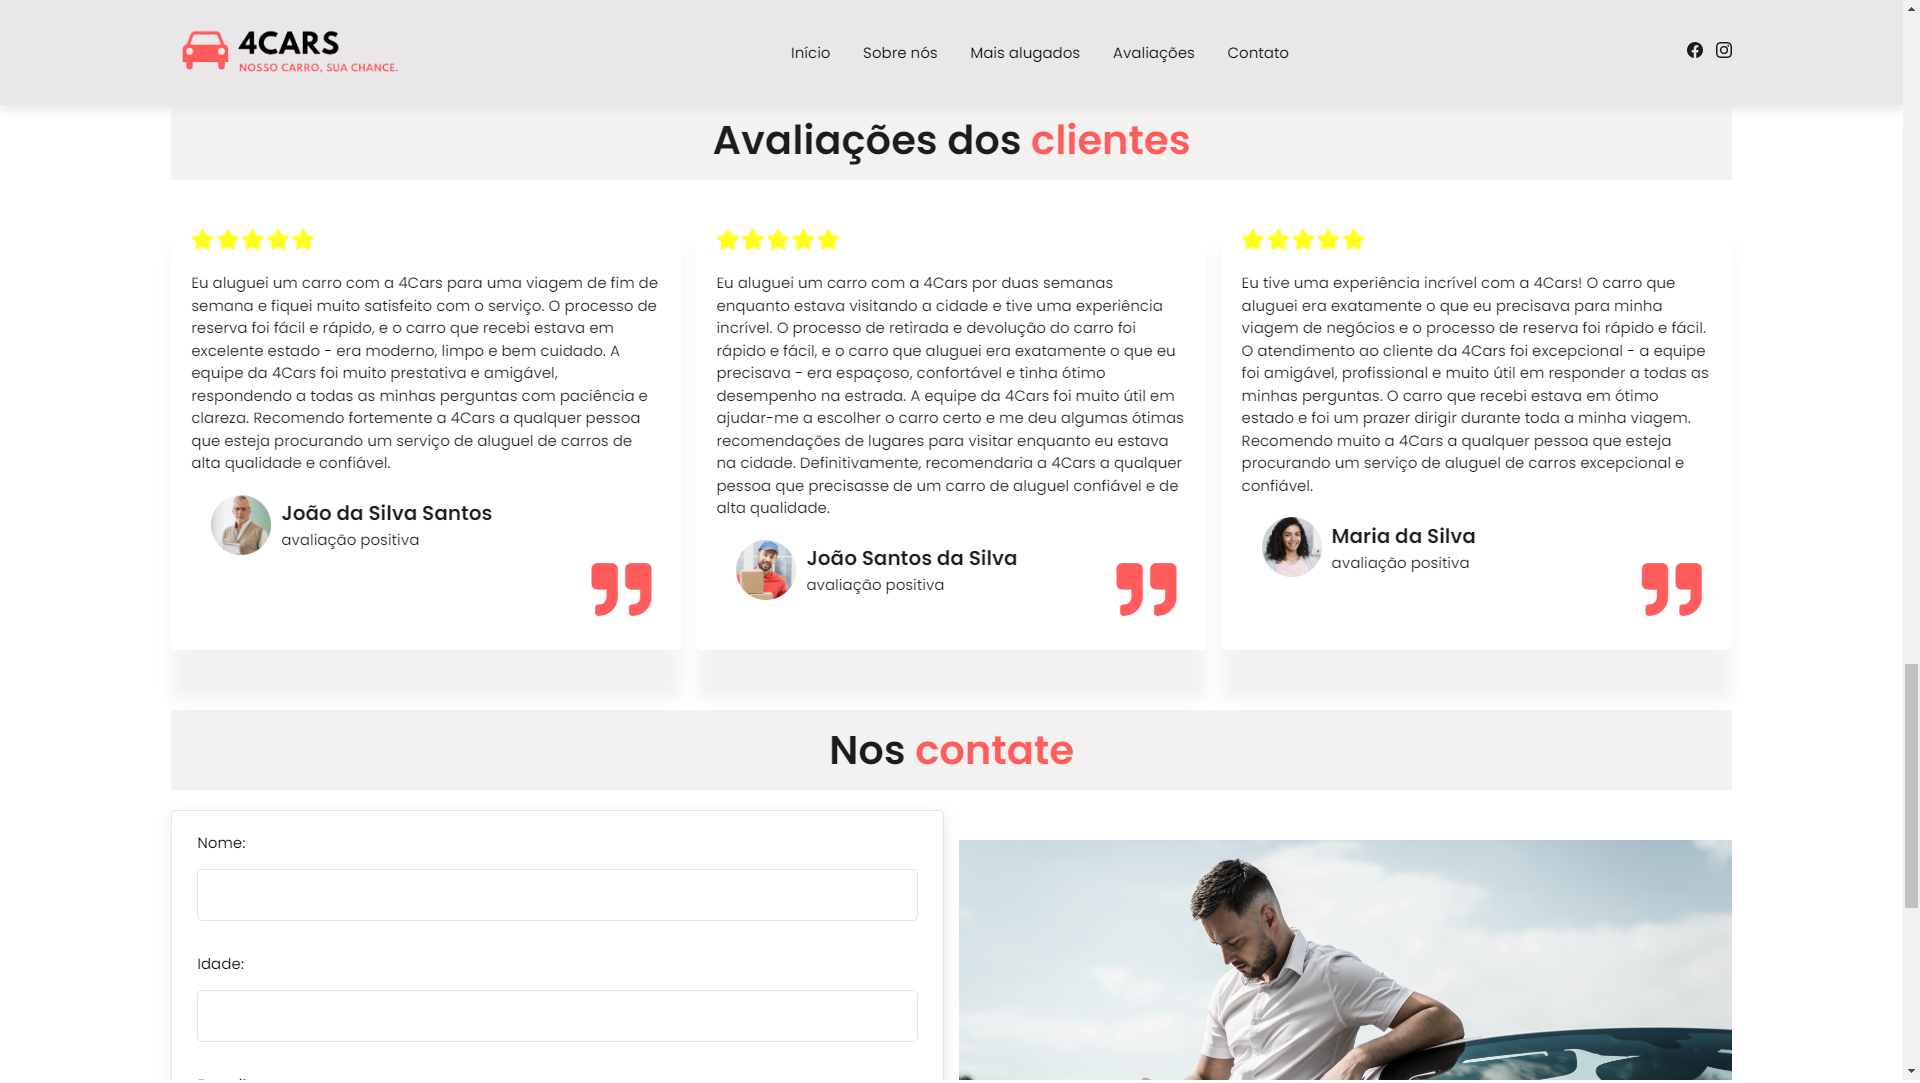 4CARS
NOSSO CARRO, SUA CHANCE.
Início
Sobre nós
Mais alugados
Avaliações
Contato
Avaliações dos clientes
Eu aluguei um carro com a 4Cars para uma viagem de fim de
semana e fiquei muito satisfeito com o serviço. O processo de
reserva foi fácil e rápido, e o carro que recebi estava em
excelente estado - era moderno, limpo e bem cuidado. A
equipe da 4Cars foi muito prestativa e amigável,
respondendo a todas as minhas perguntas com paciência e
clareza. Recomendo fortemente a 4Cars a qualquer pessoa
que esteja procurando um serviço de aluguel de carros de
alta qualidade e confiável.
João da Silva Santos
avaliação positiva
Eu aluguei um carro com a 4Cars por duas semanas
enquanto estava visitando a cidade e tive uma experiência
incrível. O processo de retirada e devolução do carro foi
rápido e fácil, e o carro que aluguei era exatamente o que eu
precisava - era espaçoso, confortável e tinha ótimo
desempenho na estrada. A equipe da 4Cars foi muito útil em
ajudar-me a escolher o carro certo e me deu algumas ótimas
recomendações de lugares para visitar enquanto eu estava
na cidade. Definitivamente, recomendaria a 4Cars a qualquer
pessoa que precisasse de um carro de aluguel confiável e de
alta qualidade.
João Santos da Silva
avaliação positiva
Eu tive uma experiência incrível com a 4Cars! O carro que
aluguei era exatamente o que eu precisava para minha
viagem de negócios e o processo de reserva foi rápido e fácil.
O atendimento ao cliente da 4Cars foi excepcional - a equipe
foi amigável, profissional e muito útil em responder a todas as
minhas perguntas. O carro que recebi estava em ótimo
estado e foi um prazer dirigir durante toda a minha viagem.
Recomendo muito a 4Cars a qualquer pessoa que esteja
procurando um serviço de aluguel de carros excepcional e
confiável.
Maria da Silva
avaliação positiva
Nos contate
Nome:
Idade: